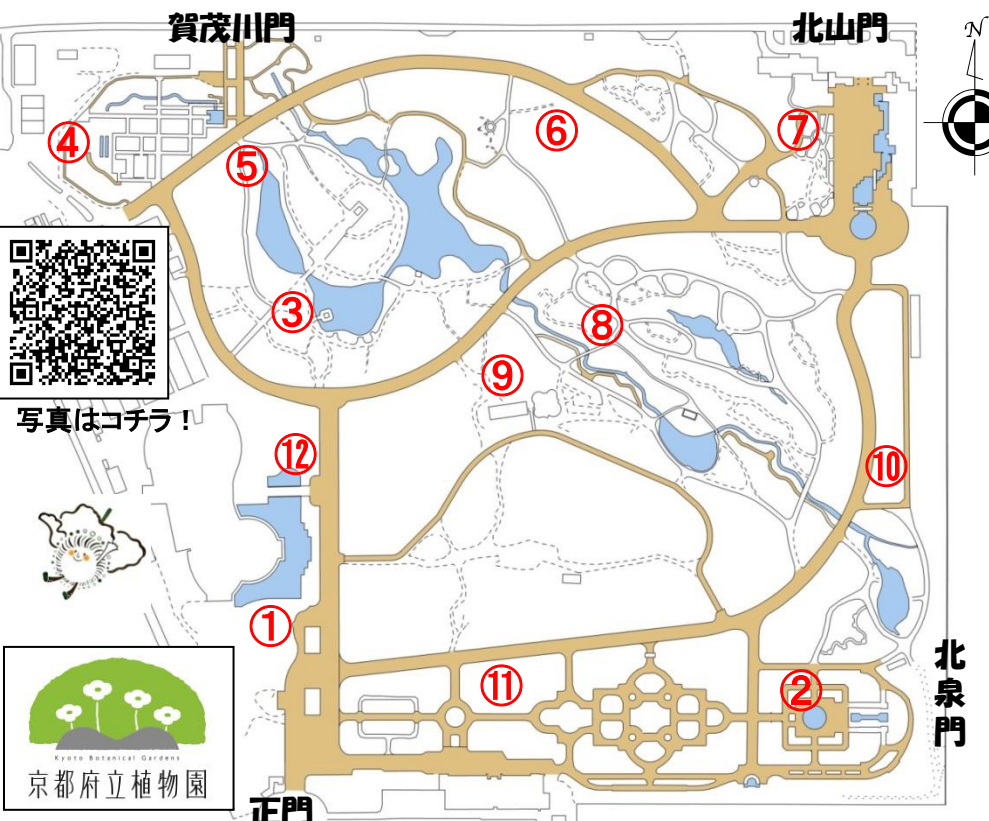 賀茂川門
北山門
N
④
⑤
⑥
⑦
③
⑧
⑨
写真はコチラ！
⑫
⑩
①
⑪
②
北泉門
Kyoto Botanical Gardens
京都府立植物園
正門